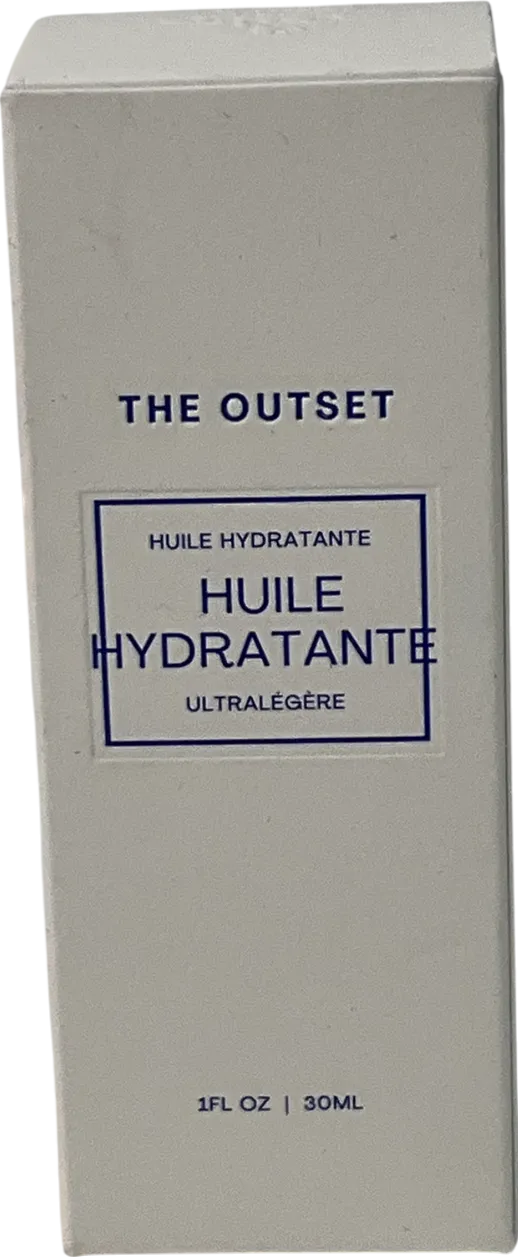 THE OUTSET
HUILE HYDRATANTE
HUILE
HYDRATANTE
ULTRALÉGÈRE
1FL OZ | 30ML